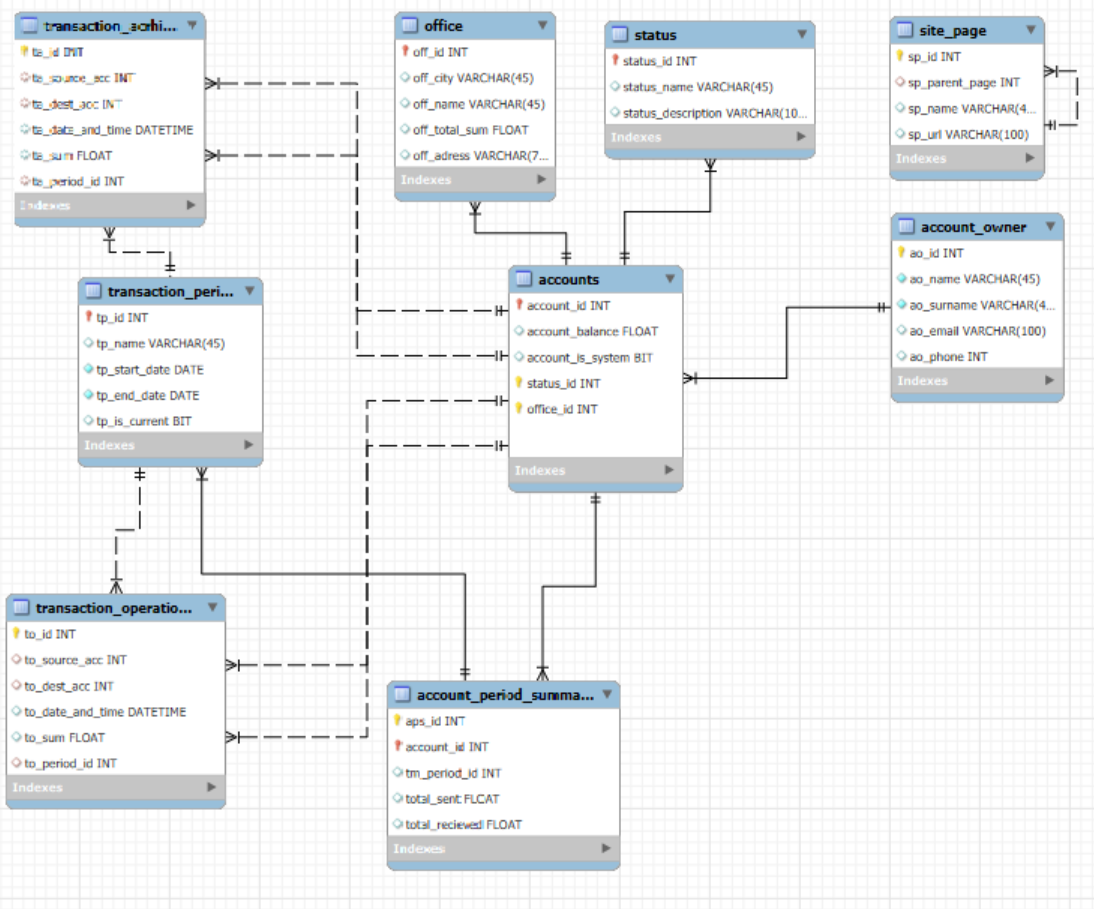 transaction_acrhi...
ta_id INT
ta_source_acc INT
ta_dest_acc INT
ta_date_and_time DATETIME
ta_sum FLOAT
ta_period_id INT
Indexes
office
off_id INT
off_city VARCHAR(45)
off_name VARCHAR(45)
off_total_sum FLOAT
off_adress VARCHAR(7...
Indexes
status
status_id INT
status_name VARCHAR(45)
status_description VARCHAR(10...
Indexes
site_page
sp_id INT
sp_parent_page INT
sp_name VARCHAR(4...
sp_url VARCHAR(100)
Indexes
account_owner
ao_id INT
ao_name VARCHAR(45)
ao_surname VARCHAR(4...
ao_email VARCHAR(100)
ao_phone INT
Indexes
transaction_peri...
tp_id INT
tp_name VARCHAR(45)
tp_start_date DATE
tp_end_date DATE
tp_is_current BIT
Indexes
accounts
account_id INT
account_balance FLOAT
account_is_system BIT
status_id INT
office_id INT
Indexes
transaction_operatio...
to_id INT
to_source_acc INT
to_dest_acc INT
to_date_and_time DATETIME
to_sum FLOAT
to_period_id INT
Indexes
account_period_summa...
aps_id INT
account_id INT
tm_period_id INT
total_sent FLOAT
total_recieved FLOAT
Indexes